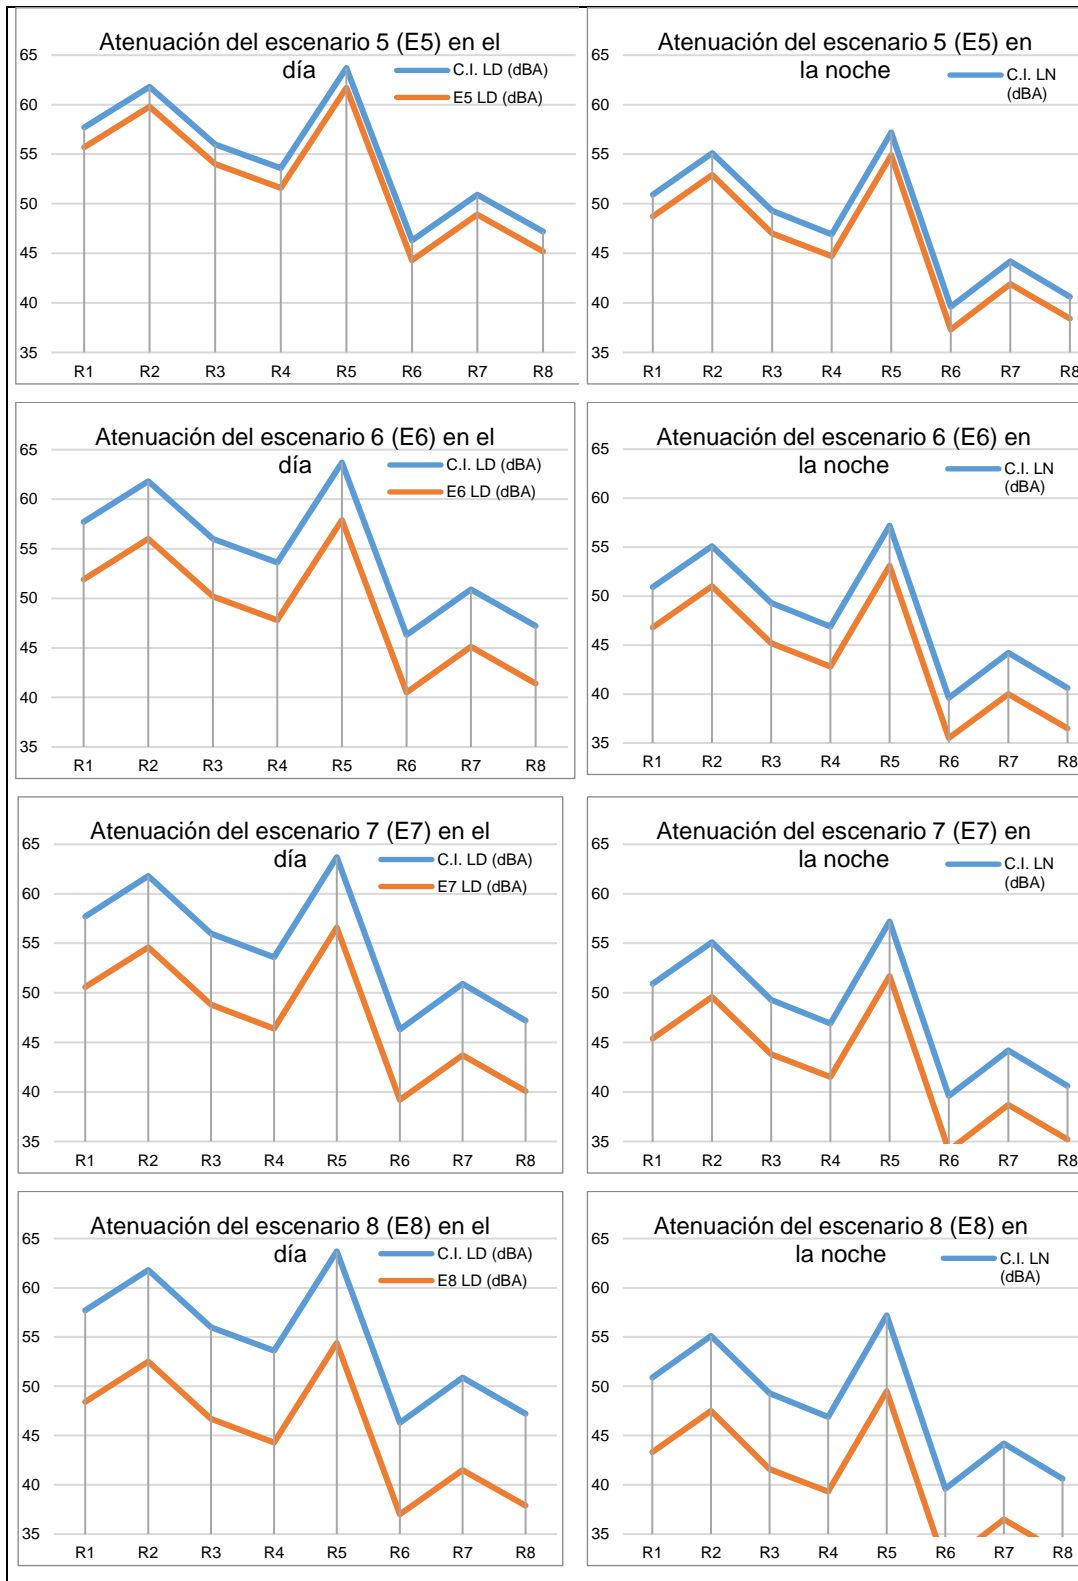 Atenuación del escenario 5 (E5) en el
día
C.I. LD (dBA)
E5 LD (dBA)
65
60
55
50
45
40
35
R1 R2 R3 R4 R5 R6 R7 R8
Atenuación del escenario 5 (E5) en
la noche
C.I. LN
(dBA)
65
60
55
50
45
40
35
R1 R2 R3 R4 R5 R6 R7 R8
Atenuación del escenario 6 (E6) en el
día
C.I. LD (dBA)
E6 LD (dBA)
65
60
55
50
45
40
35
R1 R2 R3 R4 R5 R6 R7 R8
Atenuación del escenario 6 (E6) en
la noche
C.I. LN
(dBA)
65
60
55
50
45
40
35
R1 R2 R3 R4 R5 R6 R7 R8
Atenuación del escenario 7 (E7) en el
día
C.I. LD (dBA)
E7 LD (dBA)
65
60
55
50
45
40
35
R1 R2 R3 R4 R5 R6 R7 R8
Atenuación del escenario 7 (E7) en
la noche
C.I. LN
(dBA)
65
60
55
50
45
40
35
R1 R2 R3 R4 R5 R6 R7 R8
Atenuación del escenario 8 (E8) en el
día
C.I. LD (dBA)
E8 LD (dBA)
65
60
55
50
45
40
35
R1 R2 R3 R4 R5 R6 R7 R8
Atenuación del escenario 8 (E8) en
la noche
C.I. LN
(dBA)
65
60
55
50
45
40
35
R1 R2 R3 R4 R5 R6 R7 R8